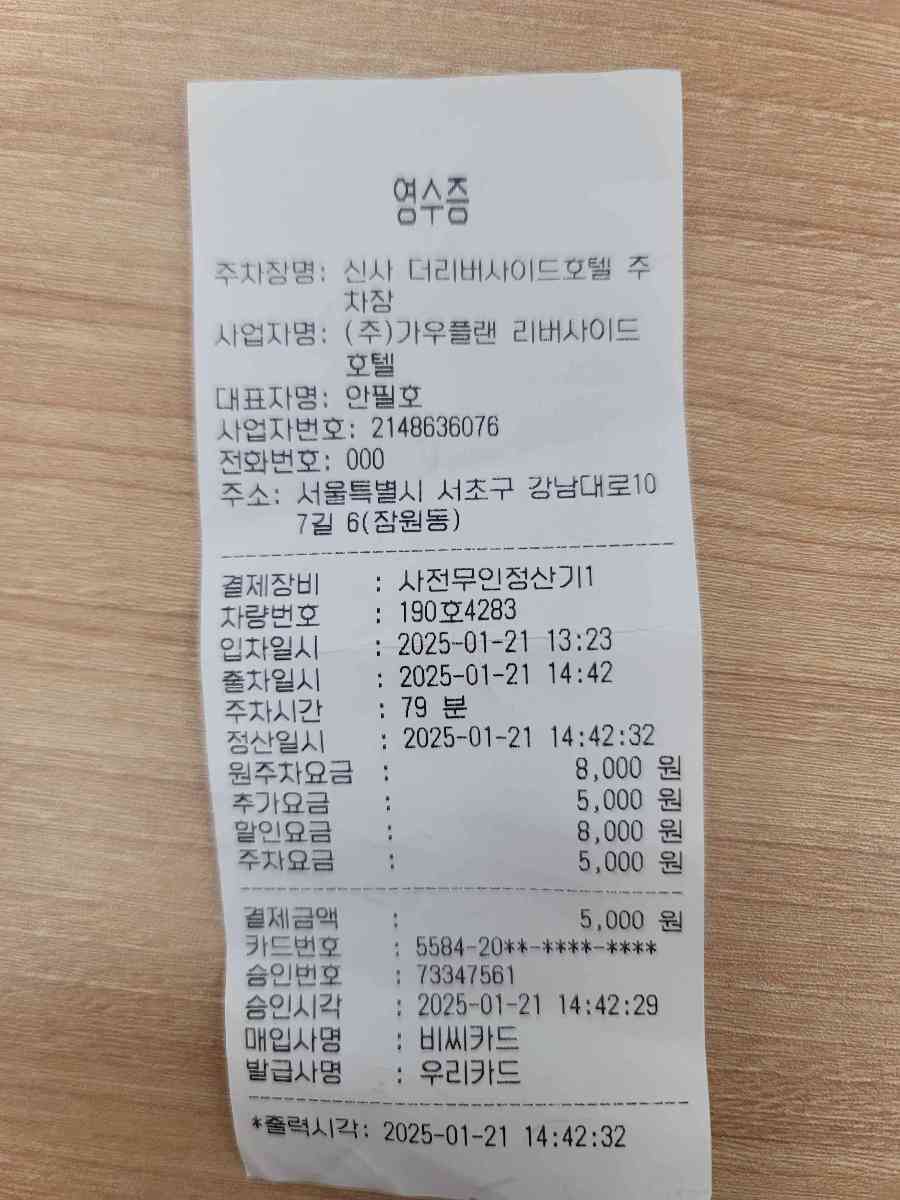 영수증
주차장명: 신사 더리버사이드호텔 주
차장
사업자명: (주)가우플랜 리버사이드
호텔
대표자명: 안필호
사업자번호: 2148636076
전화번호: 000
주소: 서울특별시 서초구 강남대로10
7길 6(잠원동)
결제장비 : 사전무인정산기1
차량번호 : 190호4283
입차일시 : 2025-01-21 13:23
출차일시 : 2025-01-21 14:42
주차시간 : 79 분
정산일시 : 2025-01-21 14:42:32
원주차요금 : 8,000 원
추가요금 : 5,000 원
할인요금 : 8,000 원
주차요금 : 5,000 원
결제금액 : 5,000 원
카드번호 : 5584-20**-****-****
승인번호 : 73347561
승인시각 : 2025-01-21 14:42:29
매입사명 : 비씨카드
발급사명 : 우리카드
*출력시각: 2025-01-21 14:42:32